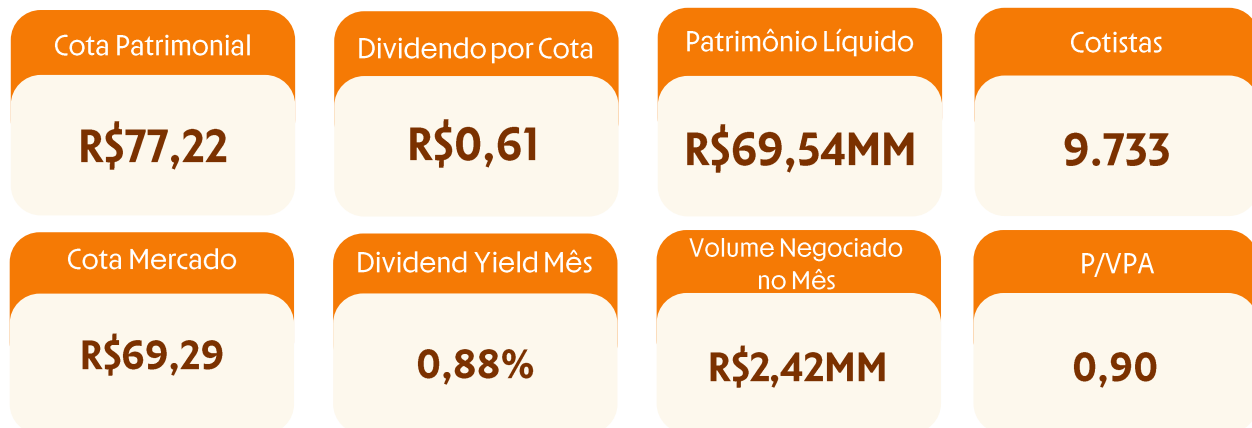 Cota Patrimonial
R$77,22
Dividendo por Cota
R$0,61
Patrimônio Líquido
R$69,54MM
Cotistas
9.733
Cota Mercado
R$69,29
Dividend Yield Mês
0,88%
Volume Negociado
no Mês
R$2,42MM
P/VPA
0,90